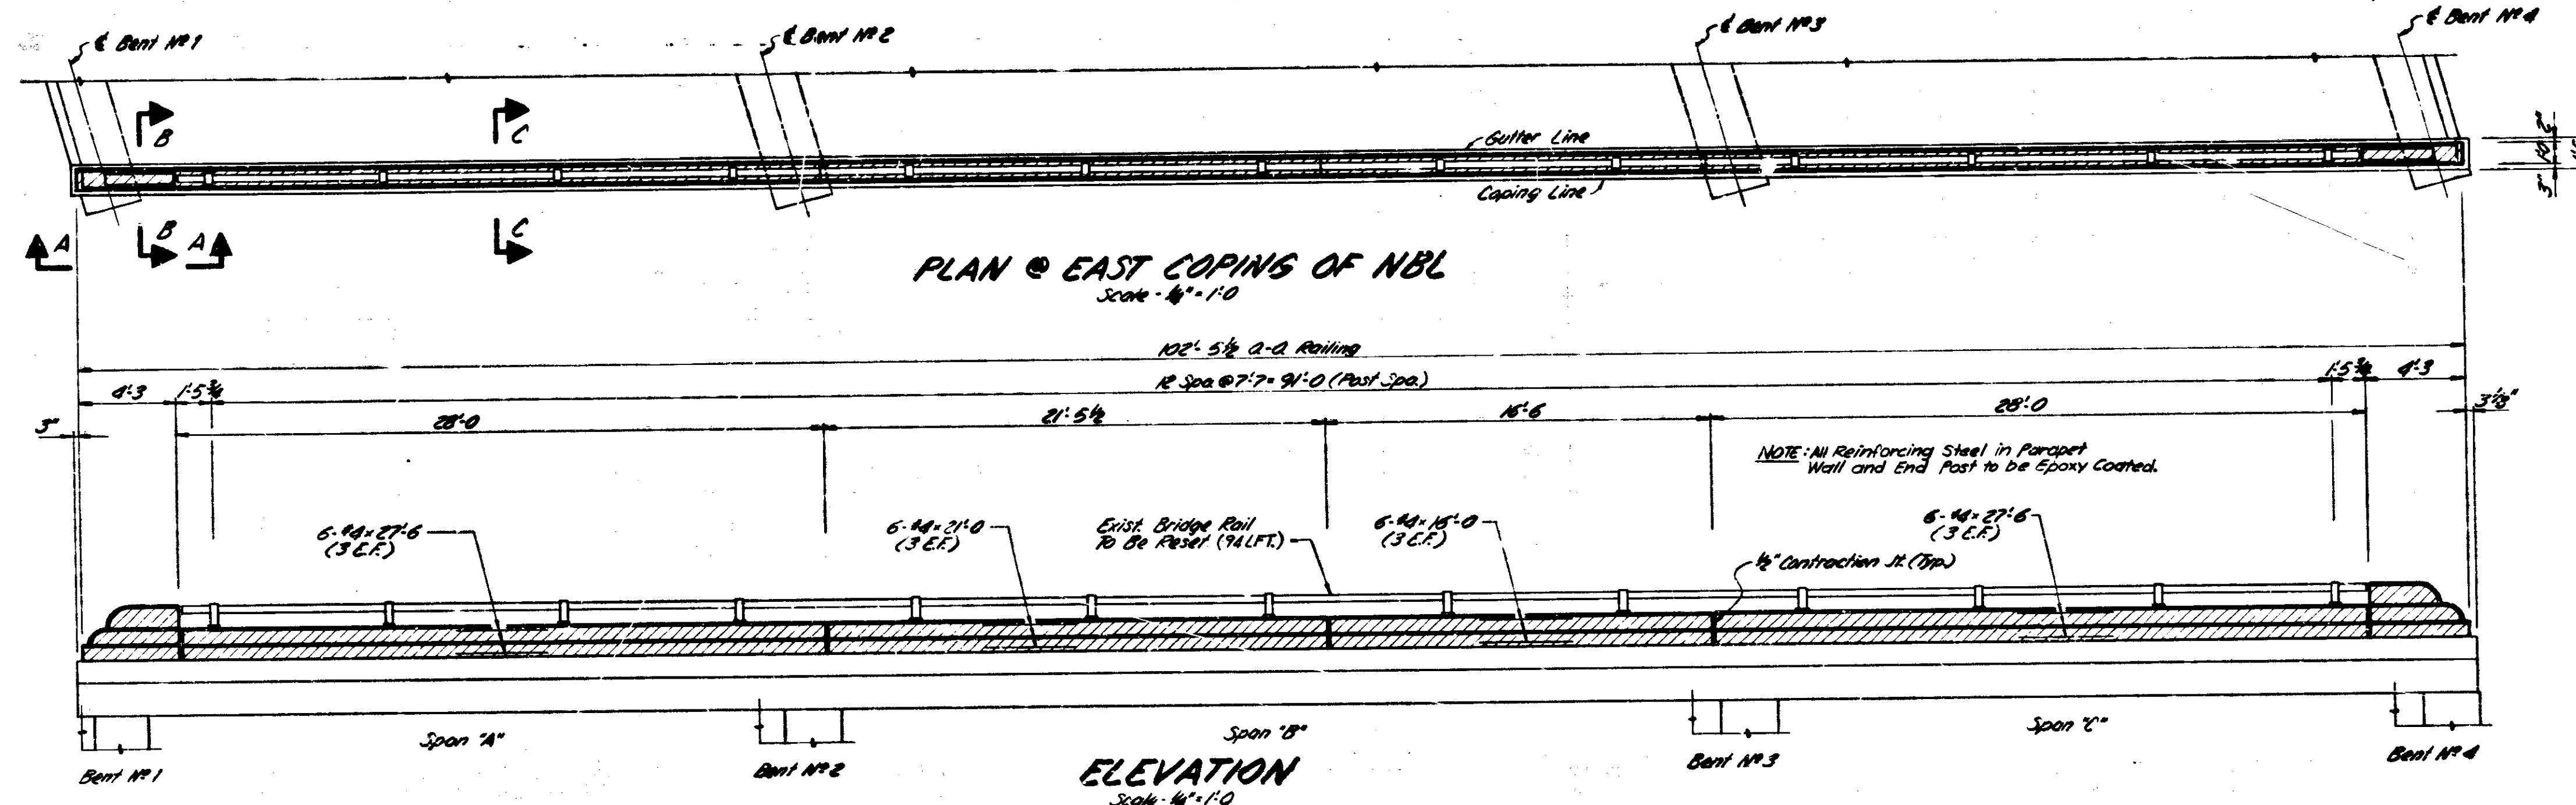 ℄ Bent Nº 1
℄ Bent Nº 2
℄ Bent Nº 3
℄ Bent Nº 4
B
C
Gutter Line
Coping Line
2"
10"
3"
A
B
A
C
PLAN @ EAST COPING OF NBL
Scale - ¼" = 1'-0
102'-5½ O-O Railing
12 Spa. @ 7'-7 = 91'-0 (Post Spa.)
4'-3
1'-5¾
1'-5¾
4'-3
3"
28'-0
21'-5½
16'-6
28'-0
3⅛"
NOTE: All Reinforcing Steel in Parapet
Wall and End Post to be Epoxy Coated.
6-#4×27'-6
(3 E.F.)
6-#4×21'-0
(3 E.F.)
Exist. Bridge Rail
To Be Reset (94 LFT.)
6-#4×16'-0
(3 E.F.)
6-#4×27'-6
(3 E.F.)
½" Contraction Jt. (Typ.)
Span "A"
Span "B"
Span "C"
Bent Nº 1
Bent Nº 2
Bent Nº 3
Bent Nº 4
ELEVATION
Scale - ¼" = 1'-0